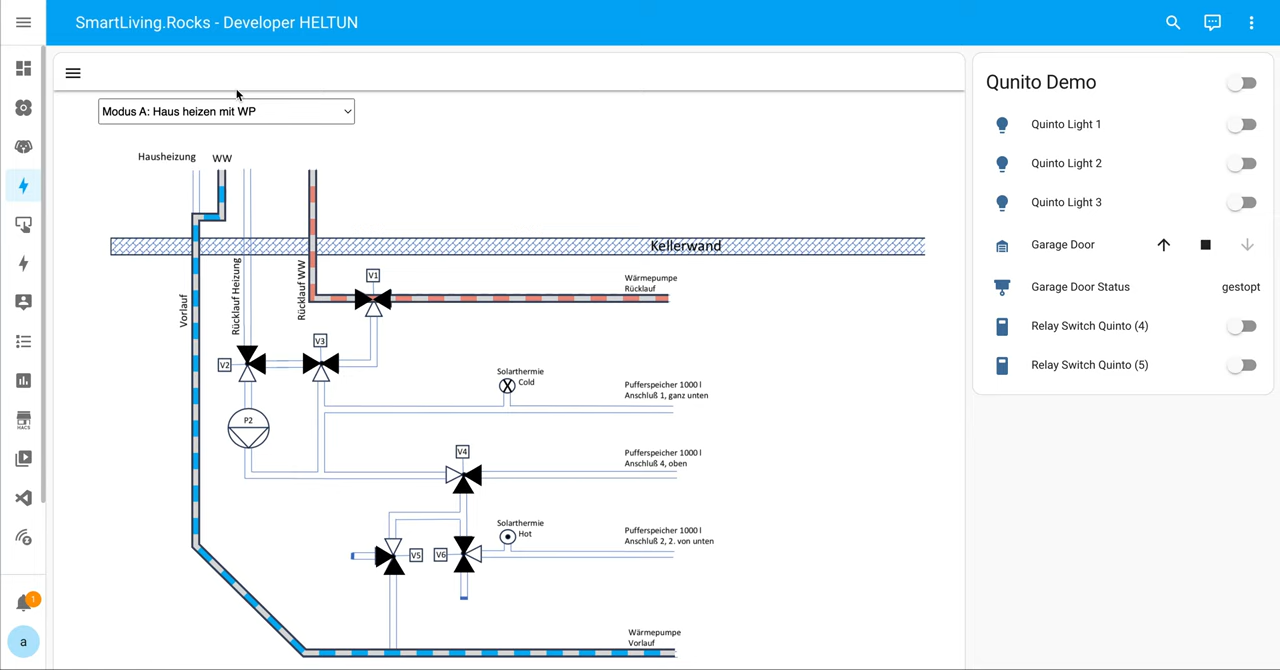 SmartLiving.Rocks - Developer HELTUN
Modus A: Haus heizen mit WP
Hausheizung
WW
Kellerwand
Vorlauf
Rücklauf Heizung
Rücklauf WW
V1
Wärmepumpe
Rücklauf
V3
V2
Solarthermie
Cold
Pufferspeicher 1000 l
Anschluß 1, ganz unten
P2
V4
Pufferspeicher 1000 l
Anschluß 4, oben
Solarthermie
Hot
Pufferspeicher 1000 l
Anschluß 2, 2. von unten
V5
V6
Wärmepumpe
Vorlauf
Qunito Demo
Quinto Light 1
Quinto Light 2
Quinto Light 3
Garage Door
Garage Door Status
gestopt
Relay Switch Quinto (4)
Relay Switch Quinto (5)
HACS
1
a